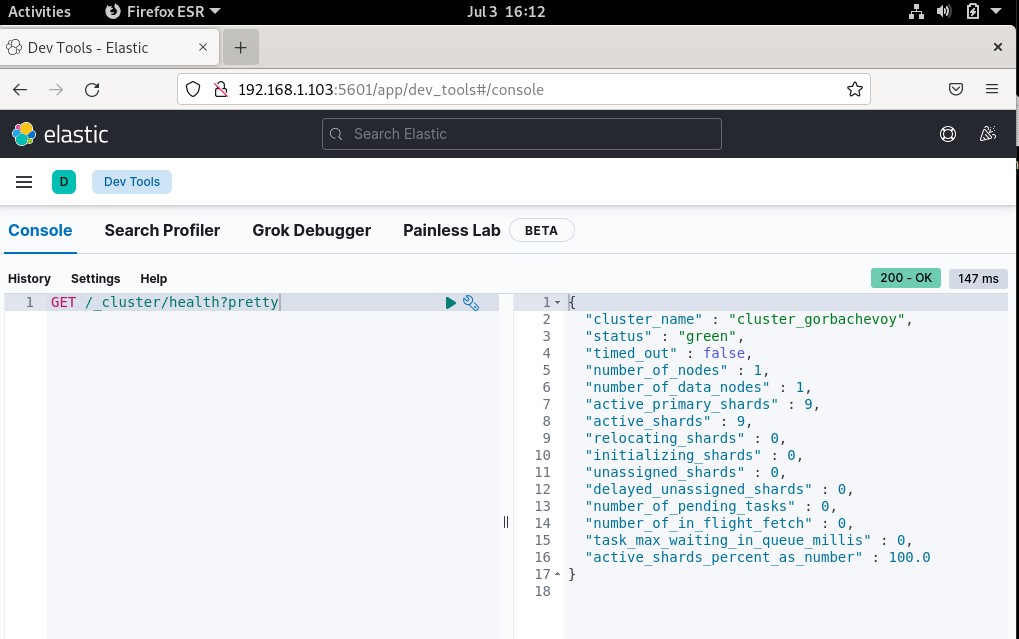 Activities Firefox ESR Jul 3 16:12
Dev Tools - Elastic
192.168.1.103:5601/app/dev_tools#/console
elastic Search Elastic
D Dev Tools
Console Search Profiler Grok Debugger Painless Lab BETA
History Settings Help 200 - OK 147 ms
1 GET /_cluster/health?pretty
1 {
2 "cluster_name" : "cluster_gorbachevoy",
3 "status" : "green",
4 "timed_out" : false,
5 "number_of_nodes" : 1,
6 "number_of_data_nodes" : 1,
7 "active_primary_shards" : 9,
8 "active_shards" : 9,
9 "relocating_shards" : 0,
10 "initializing_shards" : 0,
11 "unassigned_shards" : 0,
12 "delayed_unassigned_shards" : 0,
13 "number_of_pending_tasks" : 0,
14 "number_of_in_flight_fetch" : 0,
15 "task_max_waiting_in_queue_millis" : 0,
16 "active_shards_percent_as_number" : 100.0
17 }
18